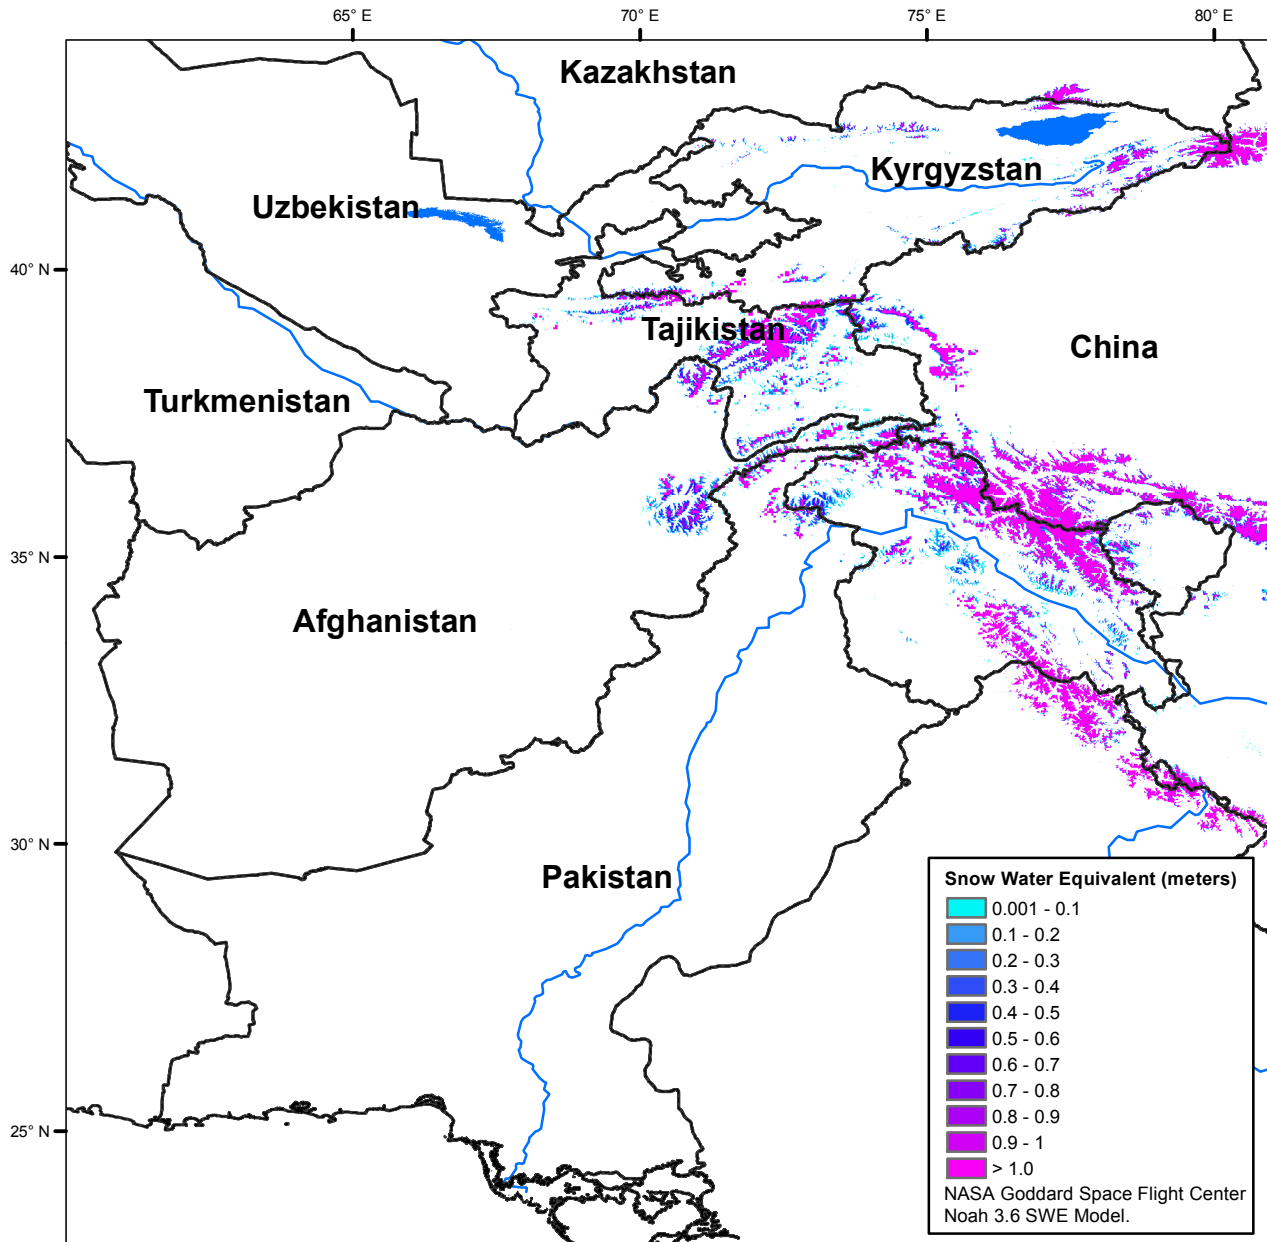 65° E
70° E
75° E
80° E
Kazakhstan
Kyrgyzstan
Uzbekistan
40° N
Tajikistan
China
Turkmenistan
35° N
Afghanistan
30° N
Pakistan
25° N
Snow Water Equivalent (meters)
0.001 - 0.1
0.1 - 0.2
0.2 - 0.3
0.3 - 0.4
0.4 - 0.5
0.5 - 0.6
0.6 - 0.7
0.7 - 0.8
0.8 - 0.9
0.9 - 1
> 1.0
NASA Goddard Space Flight Center
Noah 3.6 SWE Model.